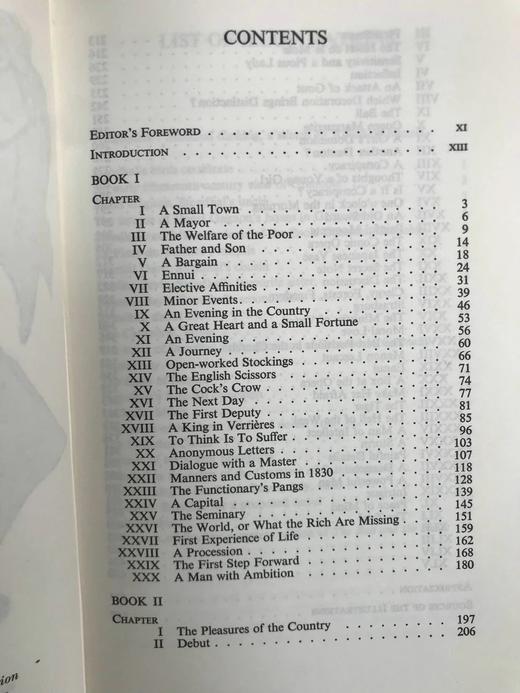 CONTENTS
EDITOR'S FOREWORD . . . . . . . . . . . . . . . . XI
INTRODUCTION . . . . . . . . . . . . . . . . . . XIII
BOOK I
CHAPTER
I A Small Town . . . . . . . . . . . . . . 3
II A Mayor . . . . . . . . . . . . . . . . 6
III The Welfare of the Poor . . . . . . . . . . 9
IV Father and Son . . . . . . . . . . . . . 14
V A Bargain . . . . . . . . . . . . . . . 18
VI Ennui . . . . . . . . . . . . . . . . . 24
VII Elective Affinities . . . . . . . . . . . . 31
VIII Minor Events . . . . . . . . . . . . . . 39
IX An Evening in the Country . . . . . . . . . 46
X A Great Heart and a Small Fortune . . . . . . 53
XI An Evening . . . . . . . . . . . . . . . 56
XII A Journey . . . . . . . . . . . . . . . 60
XIII Open-worked Stockings . . . . . . . . . . 66
XIV The English Scissors . . . . . . . . . . . 71
XV The Cock's Crow . . . . . . . . . . . . . 74
XVI The Next Day . . . . . . . . . . . . . . 77
XVII The First Deputy . . . . . . . . . . . . 81
XVIII A King in Verrières . . . . . . . . . . . 85
XIX To Think Is To Suffer . . . . . . . . . . . 96
XX Anonymous Letters . . . . . . . . . . . . 103
XXI Dialogue with a Master . . . . . . . . . . 107
XXII Manners and Customs in 1830 . . . . . . . . 118
XXIII The Functionary's Pangs . . . . . . . . . . 128
XXIV A Capital . . . . . . . . . . . . . . . 139
XXV The Seminary . . . . . . . . . . . . . . 145
XXVI The World, or What the Rich Are Missing . . . 151
XXVII First Experience of Life . . . . . . . . . . 159
XXVIII A Procession . . . . . . . . . . . . . . 162
XXIX The First Step Forward . . . . . . . . . . 168
XXX A Man with Ambition . . . . . . . . . . . 180
BOOK II
CHAPTER
I The Pleasures of the Country . . . . . . . . 197
II Debut . . . . . . . . . . . . . . . . . 206